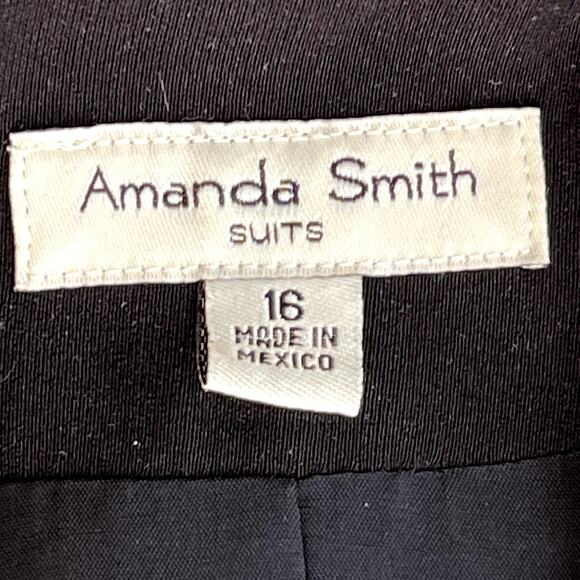 Amanda Smith
SUITS
16
MADE IN
MEXICO